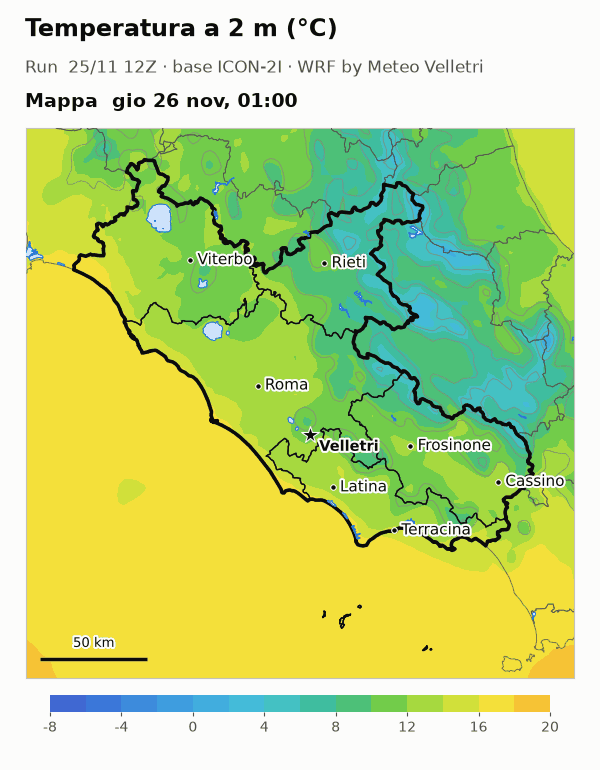 Temperatura a 2 m (°C)
Run  25/11 12Z · base ICON-2I · WRF by Meteo Velletri
Mappa  gio 26 nov, 01:00
Viterbo
Rieti
Roma
Velletri
Frosinone
Cassino
Latina
Terracina
50 km
-8 -4 0 4 8 12 16 20